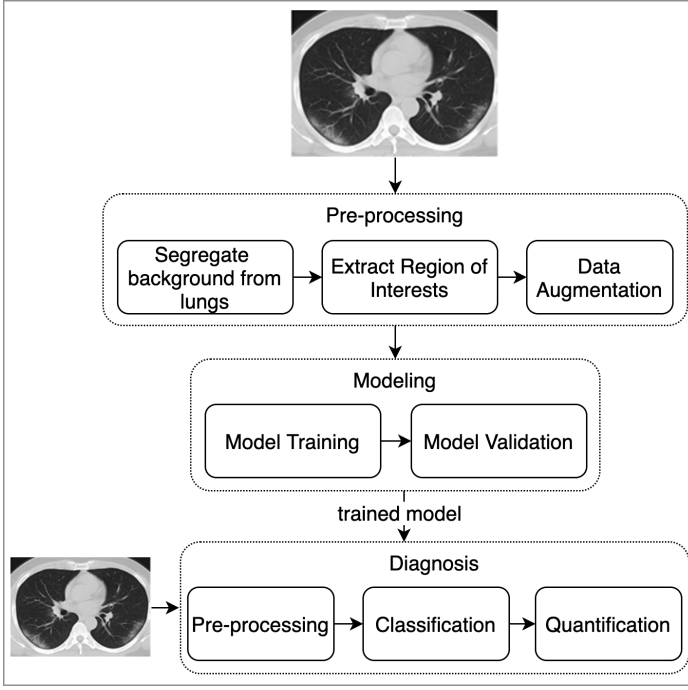 Pre-processing
Segregate
background from
lungs
Extract Region of
Interests
Data
Augmentation
Modeling
Model Training
Model Validation
trained model
Diagnosis
Pre-processing
Classification
Quantification